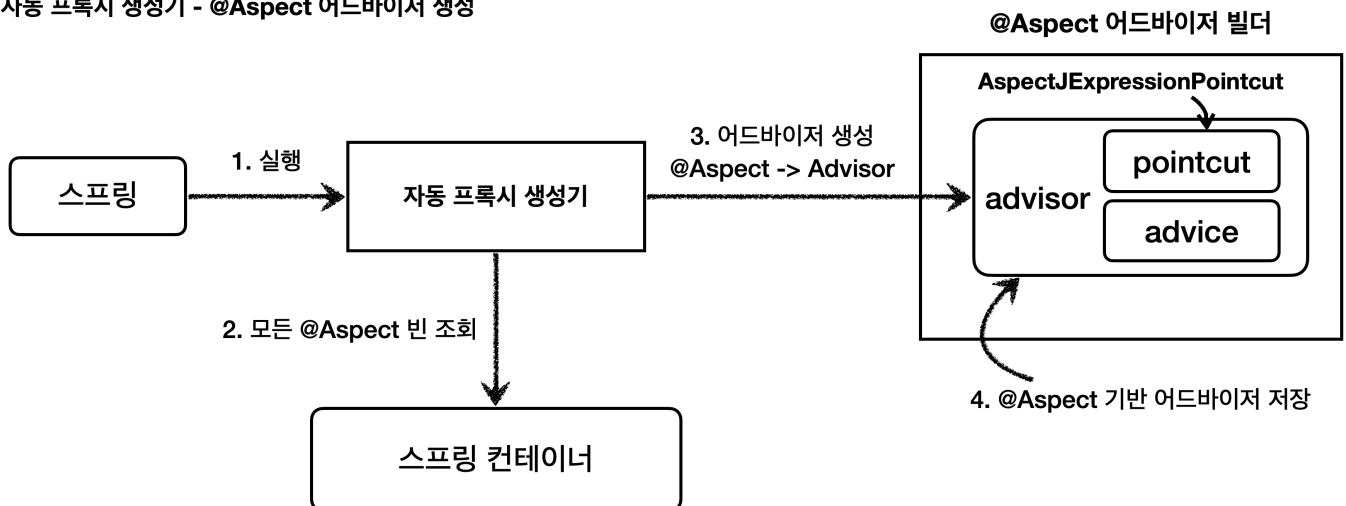 자동 프록시 생성기 - @Aspect 어드바이저 생성
@Aspect 어드바이저 빌더
AspectJExpressionPointcut
스프링
1. 실행
자동 프록시 생성기
3. 어드바이저 생성
@Aspect -> Advisor
advisor
pointcut
advice
2. 모든 @Aspect 빈 조회
4. @Aspect 기반 어드바이저 저장
스프링 컨테이너